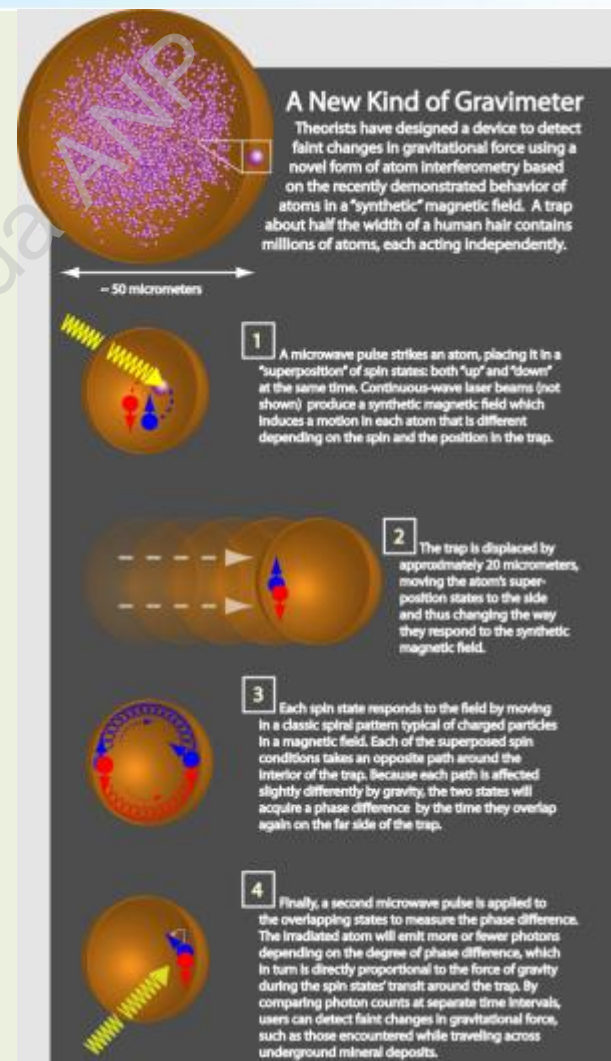 da ANP
A New Kind of Gravimeter
Theorists have designed a device to detect
faint changes in gravitational force using a
novel form of atom interferometry based
on the recently demonstrated behavior of
atoms in a "synthetic" magnetic field. A trap
about half the width of a human hair contains
millions of atoms, each acting independently.
~ 50 micrometers
1
A microwave pulse strikes an atom, placing it in a
"superposition" of spin states: both "up" and "down"
at the same time. Continuous-wave laser beams (not
shown) produce a synthetic magnetic field which
induces a motion in each atom that is different
depending on the spin and the position in the trap.
2
The trap is displaced by
approximately 20 micrometers,
moving the atom's super-
position states to the side
and thus changing the way
they respond to the synthetic
magnetic field.
3
Each spin state responds to the field by moving
in a classic spiral pattern typical of charged particles
in a magnetic field. Each of the superposed spin
conditions takes an opposite path around the
interior of the trap. Because each path is affected
slightly differently by gravity, the two states will
acquire a phase difference by the time they overlap
again on the far side of the trap.
4
Finally, a second microwave pulse is applied to
the overlapping states to measure the phase difference.
The irradiated atom will emit more or fewer photons
depending on the degree of phase difference, which
in turn is directly proportional to the force of gravity
during the spin states' transit around the trap. By
comparing photon counts at separate time intervals,
users can detect faint changes in gravitational force,
such as those encountered while traveling across
underground mineral deposits.